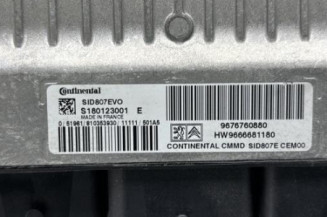 Continental
SID807EVO
S180123001 E
MADE IN FRANCE
9676760880
HW9666681180
CONTINENTAL CMMD SID807E CEM00